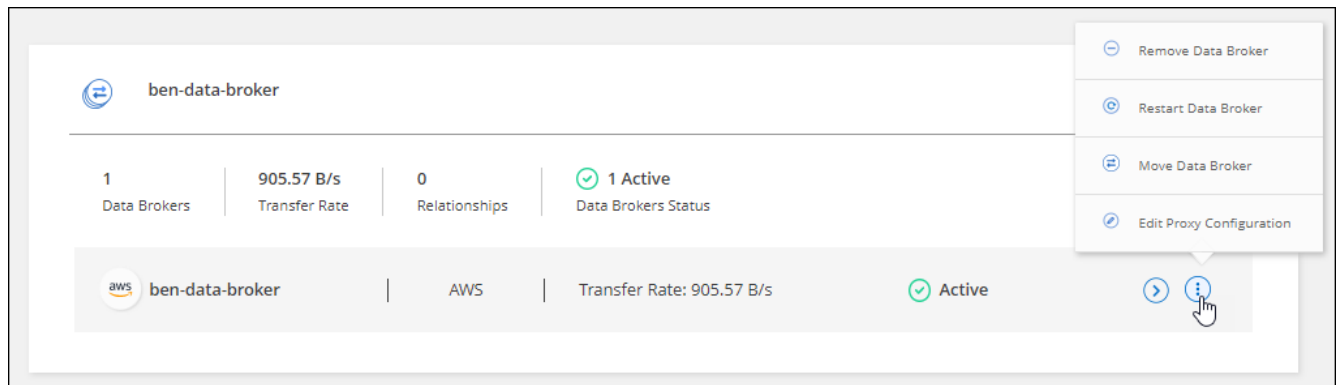 ben-data-broker
Remove Data Broker
Restart Data Broker
Move Data Broker
Edit Proxy Configuration
1
Data Brokers
905.57 B/s
Transfer Rate
0
Relationships
1 Active
Data Brokers Status
aws
ben-data-broker
AWS
Transfer Rate: 905.57 B/s
Active